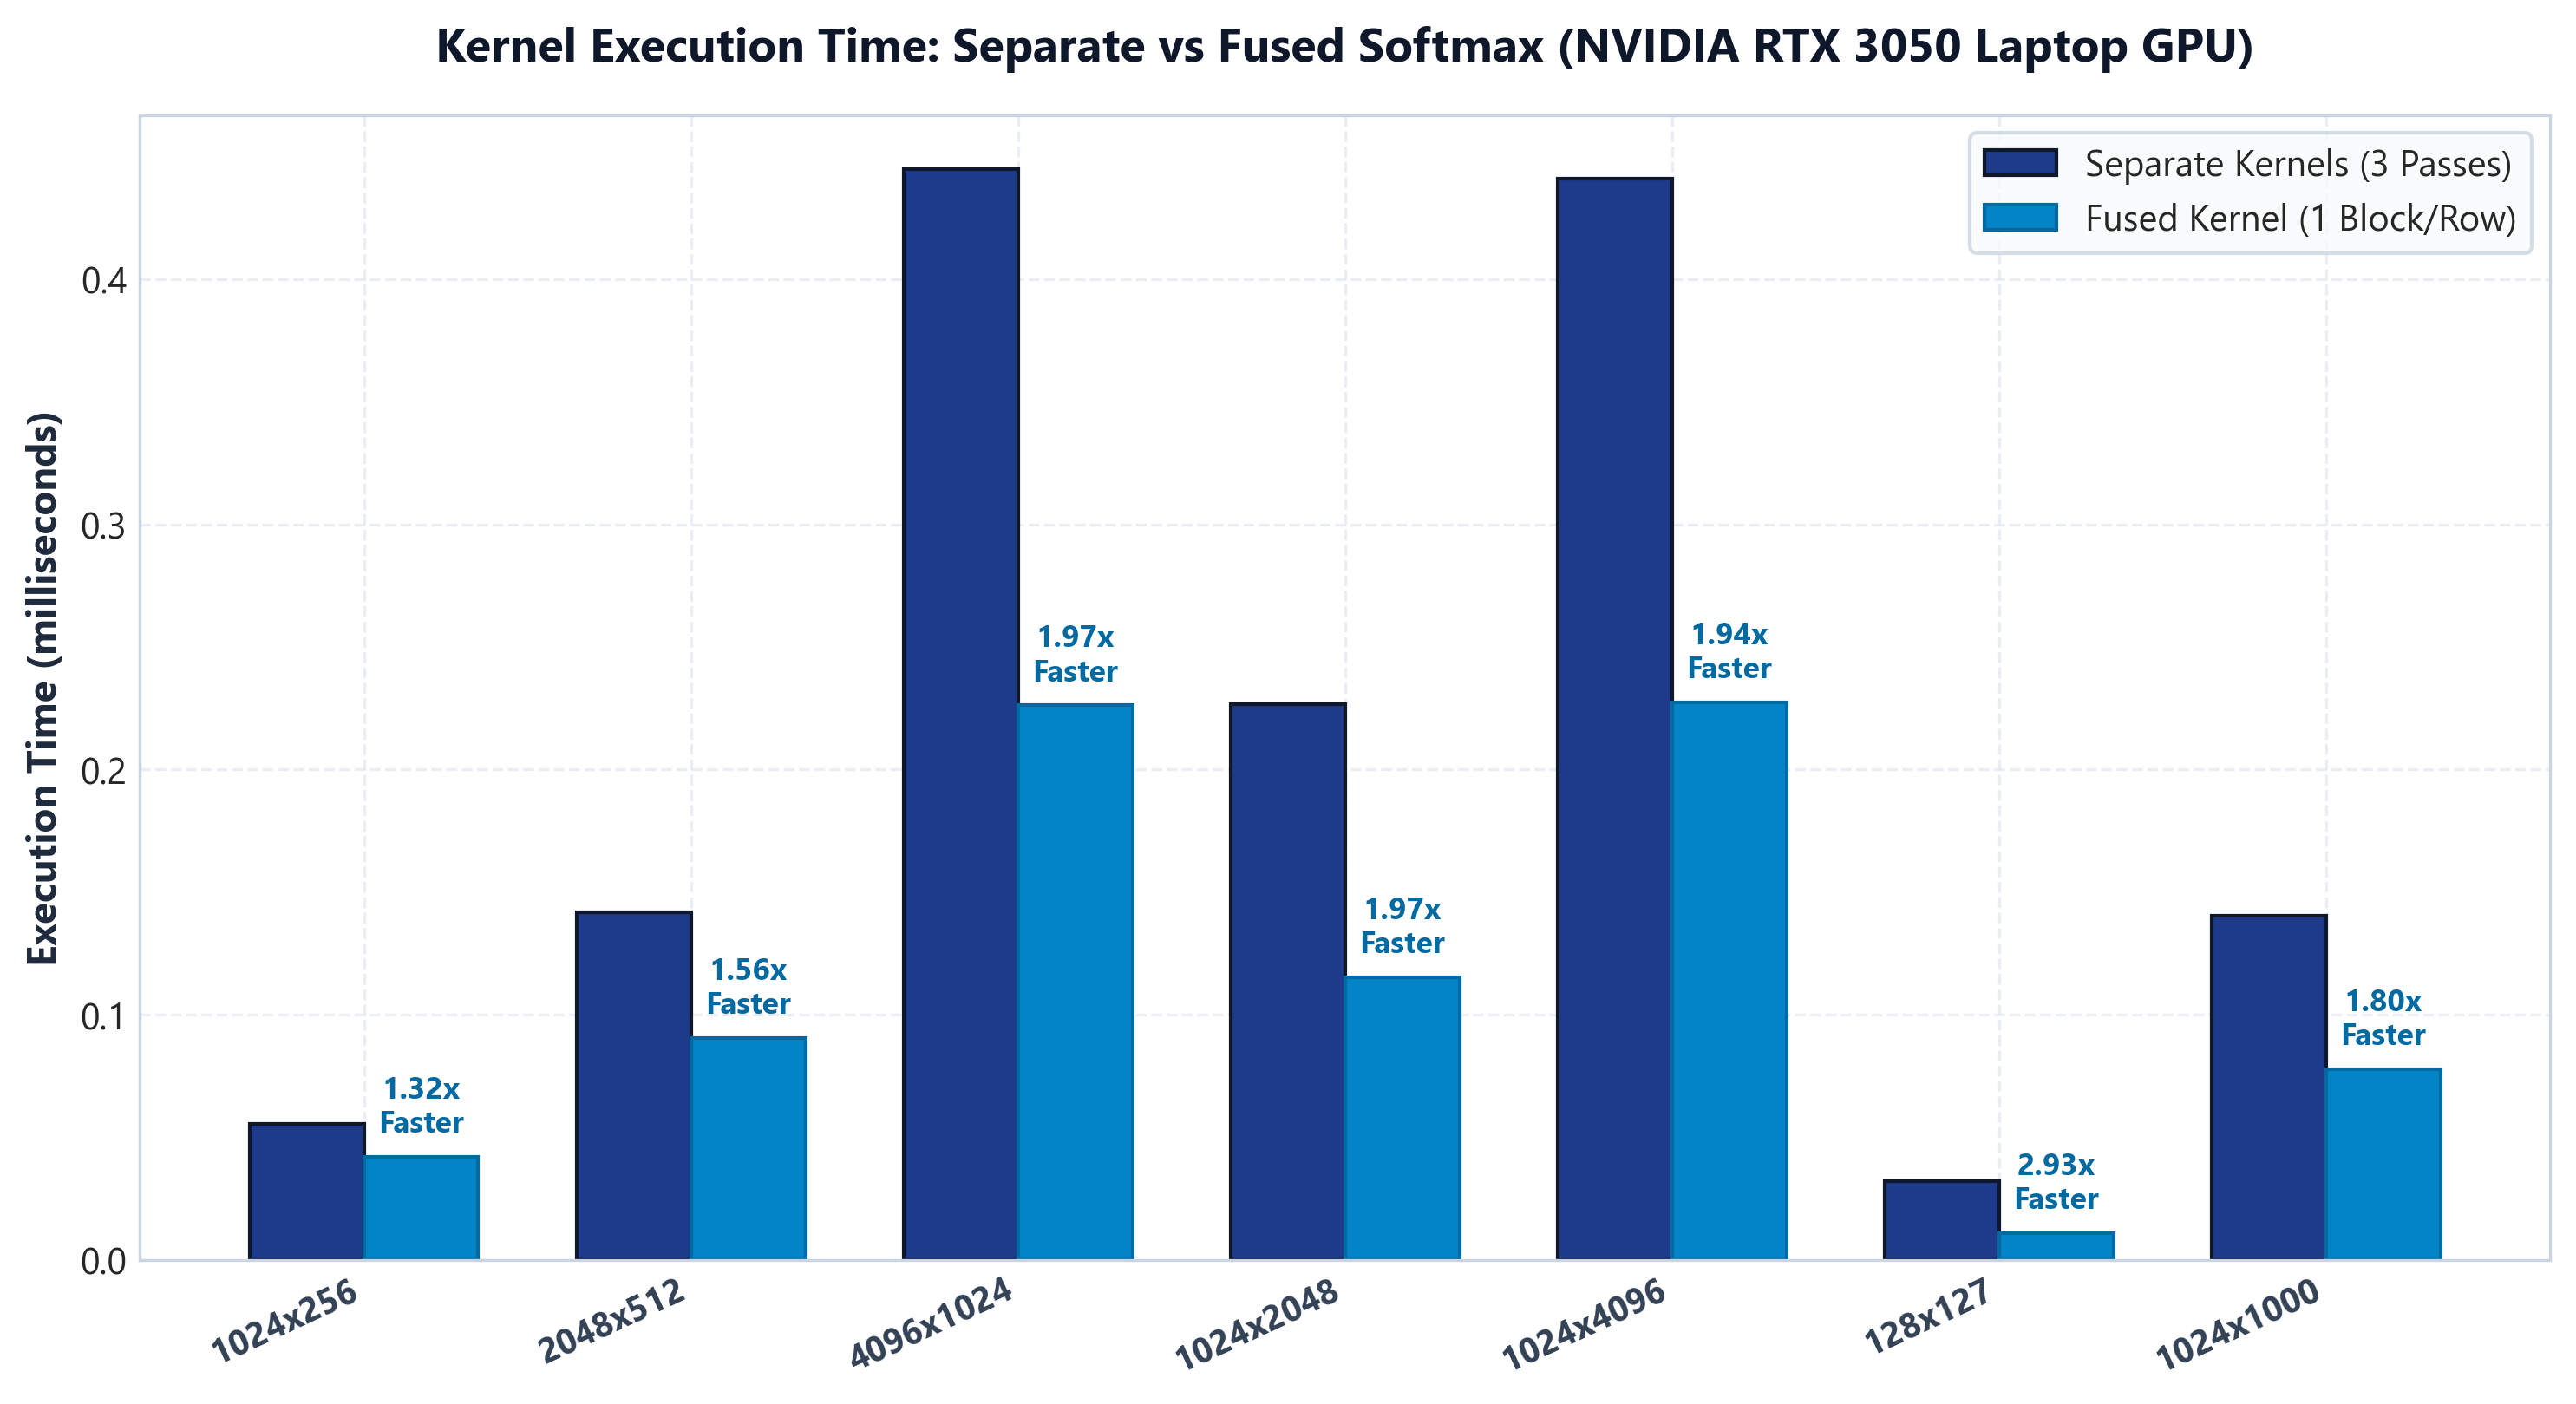 Kernel Execution Time: Separate vs Fused Softmax (NVIDIA RTX 3050 Laptop GPU)
Separate Kernels (3 Passes)
Fused Kernel (1 Block/Row)
Execution Time (milliseconds)
0.4
0.3
0.2
0.1
0.0
1.32x
Faster
1.56x
Faster
1.97x
Faster
1.97x
Faster
1.94x
Faster
2.93x
Faster
1.80x
Faster
1024x256
2048x512
4096x1024
1024x2048
1024x4096
128x127
1024x1000